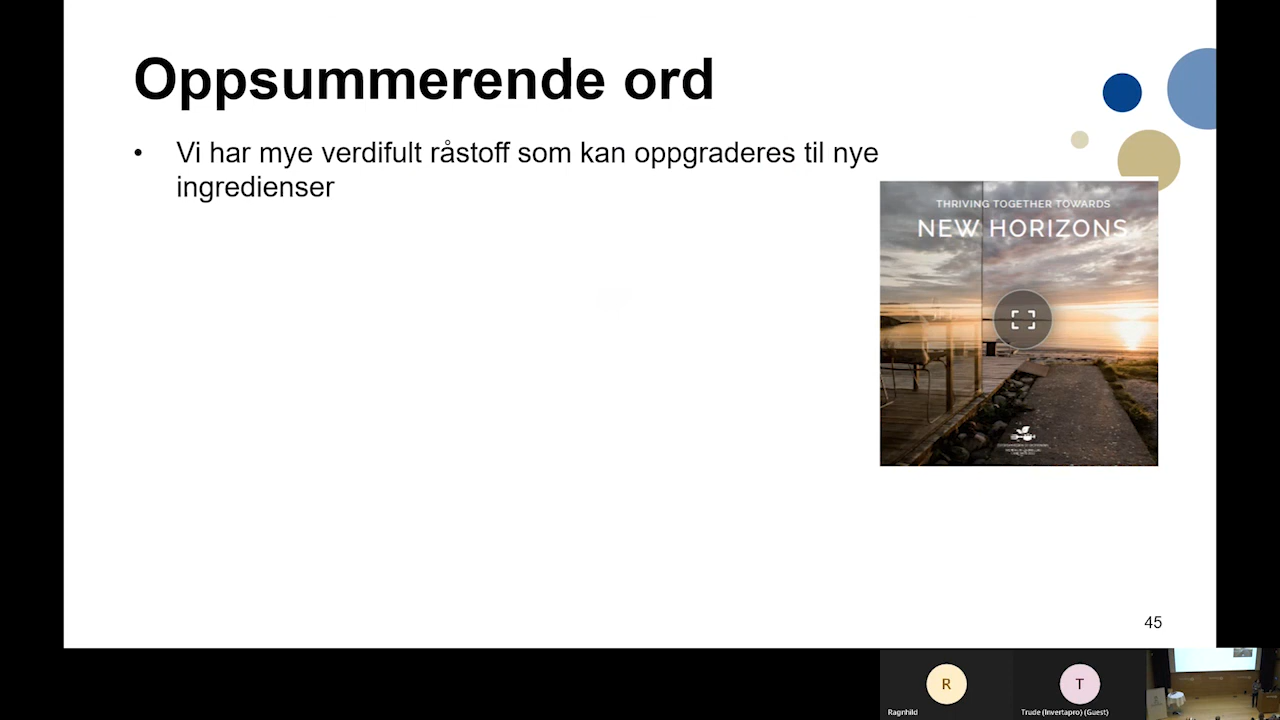 Oppsummerende ord
• Vi har mye verdifult råstoff som kan oppgraderes til nye
ingredienser
THRIVING TOGETHER TOWARDS
NEW HORIZONS
45
R
T
Ragnhild
Trude (Invertapro) (Guest)